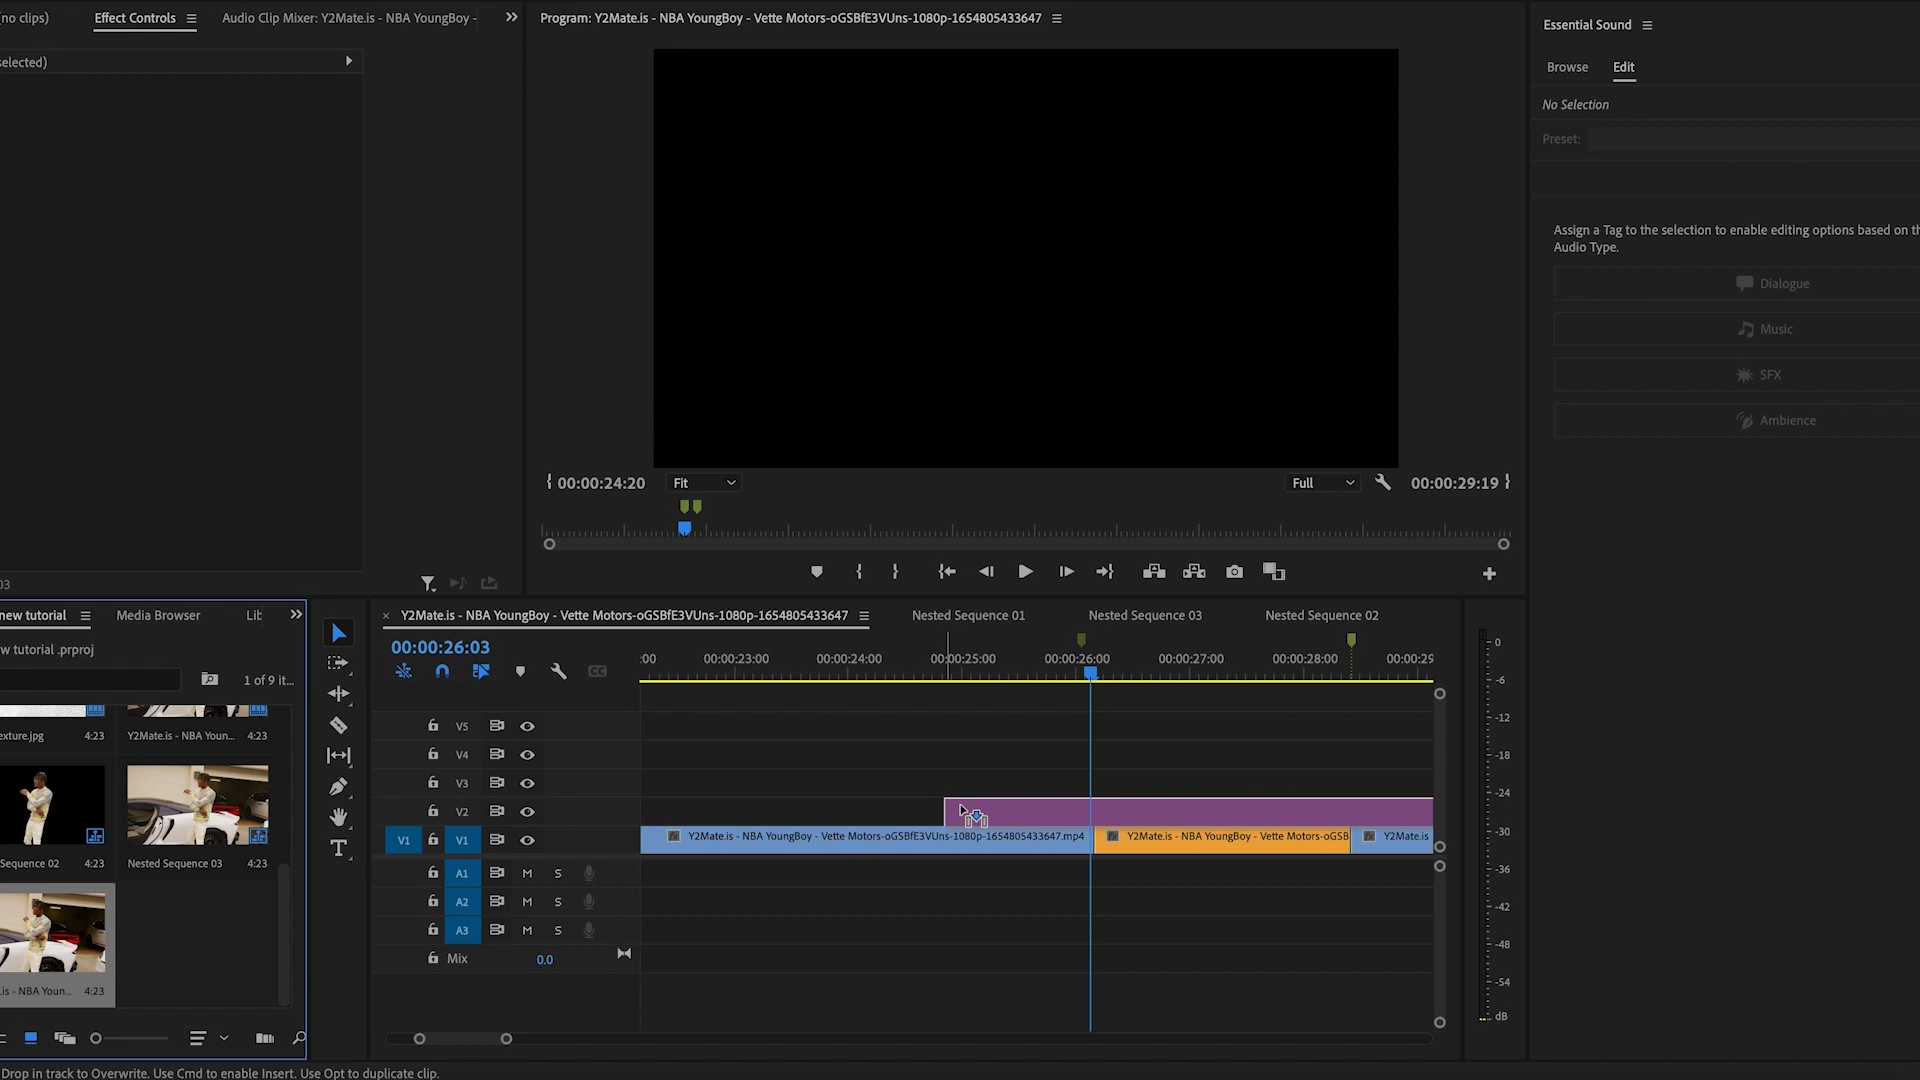 no clips)
Effect Controls
Audio Clip Mixer: Y2Mate.is - NBA YoungBoy -
Program: Y2Mate.is - NBA YoungBoy - Vette Motors-oGSBfE3VUns-1080p-1654805433647
Essential Sound
selected)
Browse
Edit
No Selection
Preset:
Assign a Tag to the selection to enable editing options based on th
Audio Type.
Dialogue
Music
SFX
Ambience
00:00:24:20
Fit
Full
00:00:29:19
03
new tutorial
Media Browser
Lib
w tutorial .prproj
1 of 9 it...
exture.jpg
4:23
Y2Mate.is - NBA Youn...
4:23
Sequence 02
4:23
Nested Sequence 03
4:23
.is - NBA Youn...
4:23
× Y2Mate.is - NBA YoungBoy - Vette Motors-oGSBfE3VUns-1080p-1654805433647
Nested Sequence 01
Nested Sequence 03
Nested Sequence 02
00:00:26:03
CC
:00
00:00:23:00
00:00:24:00
00:00:25:00
00:00:26:00
00:00:27:00
00:00:28:00
00:00:29
V5
V4
V3
V2
V1
V1
fx Y2Mate.is - NBA YoungBoy - Vette Motors-oGSBfE3VUns-1080p-1654805433647.mp4
fx Y2Mate.is - NBA YoungBoy - Vette Motors-oGSB
fx Y2Mate.is
A1 M S
A2 M S
A3 M S
Mix
0.0
0
-6
-12
-18
-24
-30
-36
-42
-48
-54
dB
Drop in track to Overwrite. Use Cmd to enable Insert. Use Opt to duplicate clip.